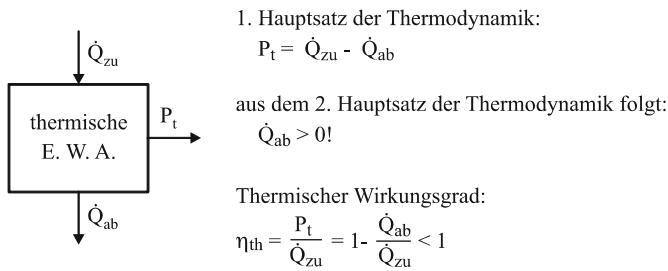 Q̇zu
thermische
E. W. A.
Pt
Q̇ab
1. Hauptsatz der Thermodynamik:
Pt = Q̇zu - Q̇ab
aus dem 2. Hauptsatz der Thermodynamik folgt:
Q̇ab > 0!
Thermischer Wirkungsgrad:
ηth = Pt / Q̇zu = 1- Q̇ab / Q̇zu < 1